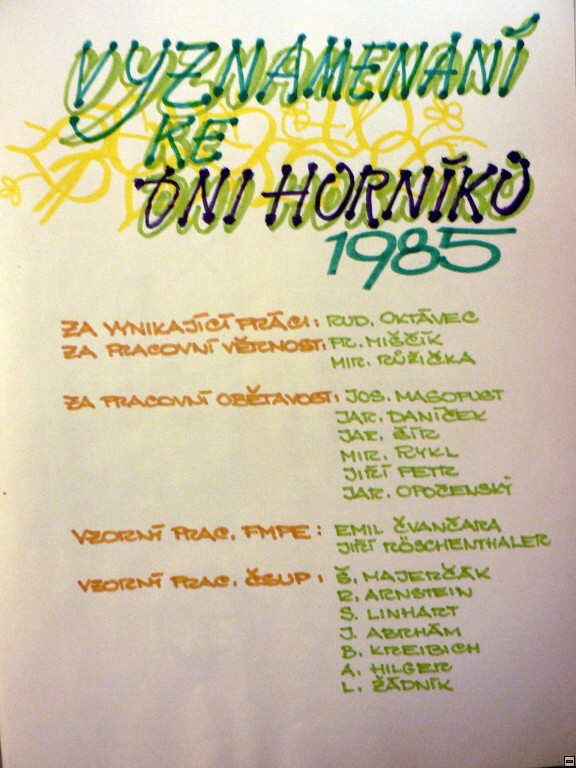 VYZNAMENÁNÍ
KE
DNI HORNÍKŮ
1985
ZA VYNIKAJÍCÍ PRÁCI: RUD. OKTÁVEC
ZA PRACOVNÍ VĚRNOST: FR. MIŠČÍK
MIR. RŮŽIČKA
ZA PRACOVNÍ OBĚTAVOST: JOS. MASOPUST
JAR. DANÍČEK
JAR. ŠÍR
MIR. RYKL
JIŘÍ PETR
JAR. OPOČENSKÝ
VZORNÍ PRAC. FMPE: EMIL ČVANČARA
JIŘÍ RÖSCHENTHALER
VZORNÍ PRAC. ČSUP: Š. MAJERČÁK
R. ARNSTEIN
S. LINHART
J. ABRHÁM
B. KREIBICH
A. HILGER
L. ŽÁDNÍK